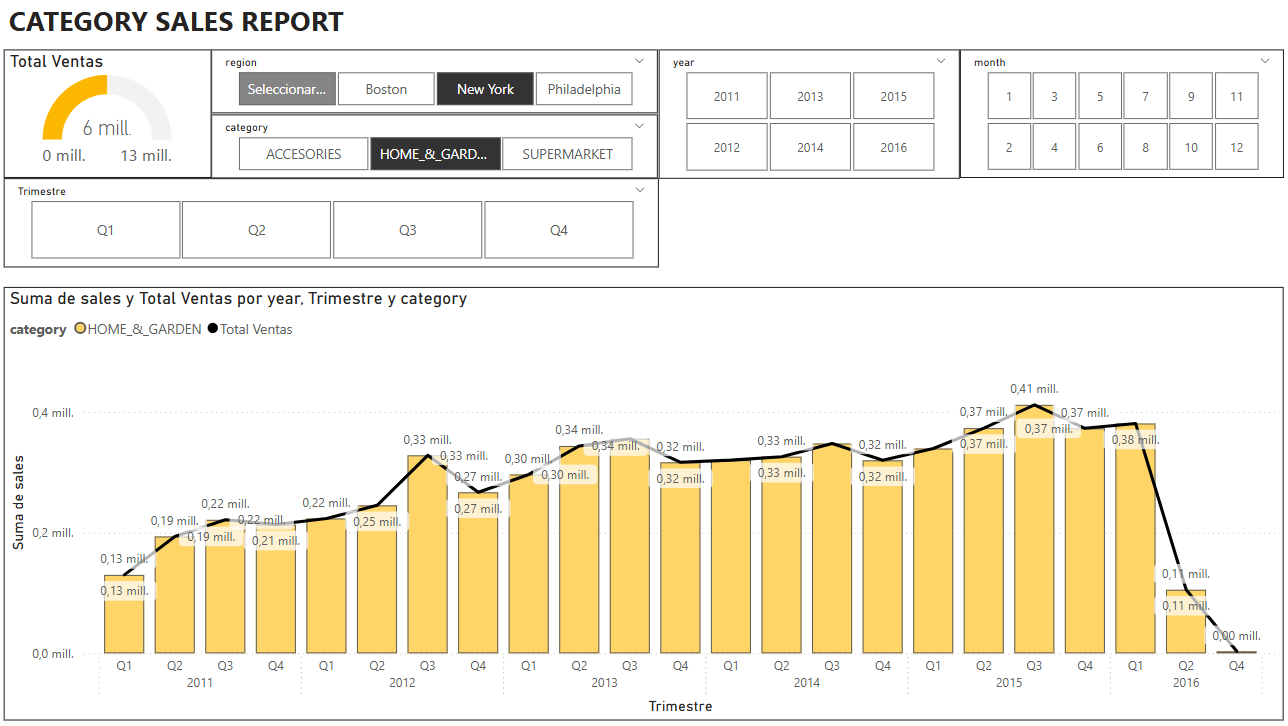 CATEGORY SALES REPORT
Total Ventas
6 mill.
0 mill.
13 mill.
region
Seleccionar...
Boston
New York
Philadelphia
category
ACCESORIES
HOME_&_GARD...
SUPERMARKET
year
2011
2013
2015
2012
2014
2016
month
1
3
5
7
9
11
2
4
6
8
10
12
Trimestre
Q1
Q2
Q3
Q4
Suma de sales y Total Ventas por year, Trimestre y category
category HOME_&_GARDEN Total Ventas
Suma de sales
0,4 mill.
0,2 mill.
0,0 mill.
0,13 mill.
0,13 mill.
0,19 mill.
0,19 mill.
0,22 mill.
0,22 mill.
0,21 mill.
0,22 mill.
0,25 mill.
0,33 mill.
0,33 mill.
0,27 mill.
0,27 mill.
0,30 mill.
0,30 mill.
0,34 mill.
0,34 mill.
0,32 mill.
0,32 mill.
0,33 mill.
0,33 mill.
0,32 mill.
0,32 mill.
0,37 mill.
0,37 mill.
0,41 mill.
0,37 mill.
0,37 mill.
0,38 mill.
0,11 mill.
0,11 mill.
0,00 mill.
Q1 Q2 Q3 Q4 Q1 Q2 Q3 Q4 Q1 Q2 Q3 Q4 Q1 Q2 Q3 Q4 Q1 Q2 Q3 Q4 Q1 Q2 Q4
2011 2012 2013 2014 2015 2016
Trimestre